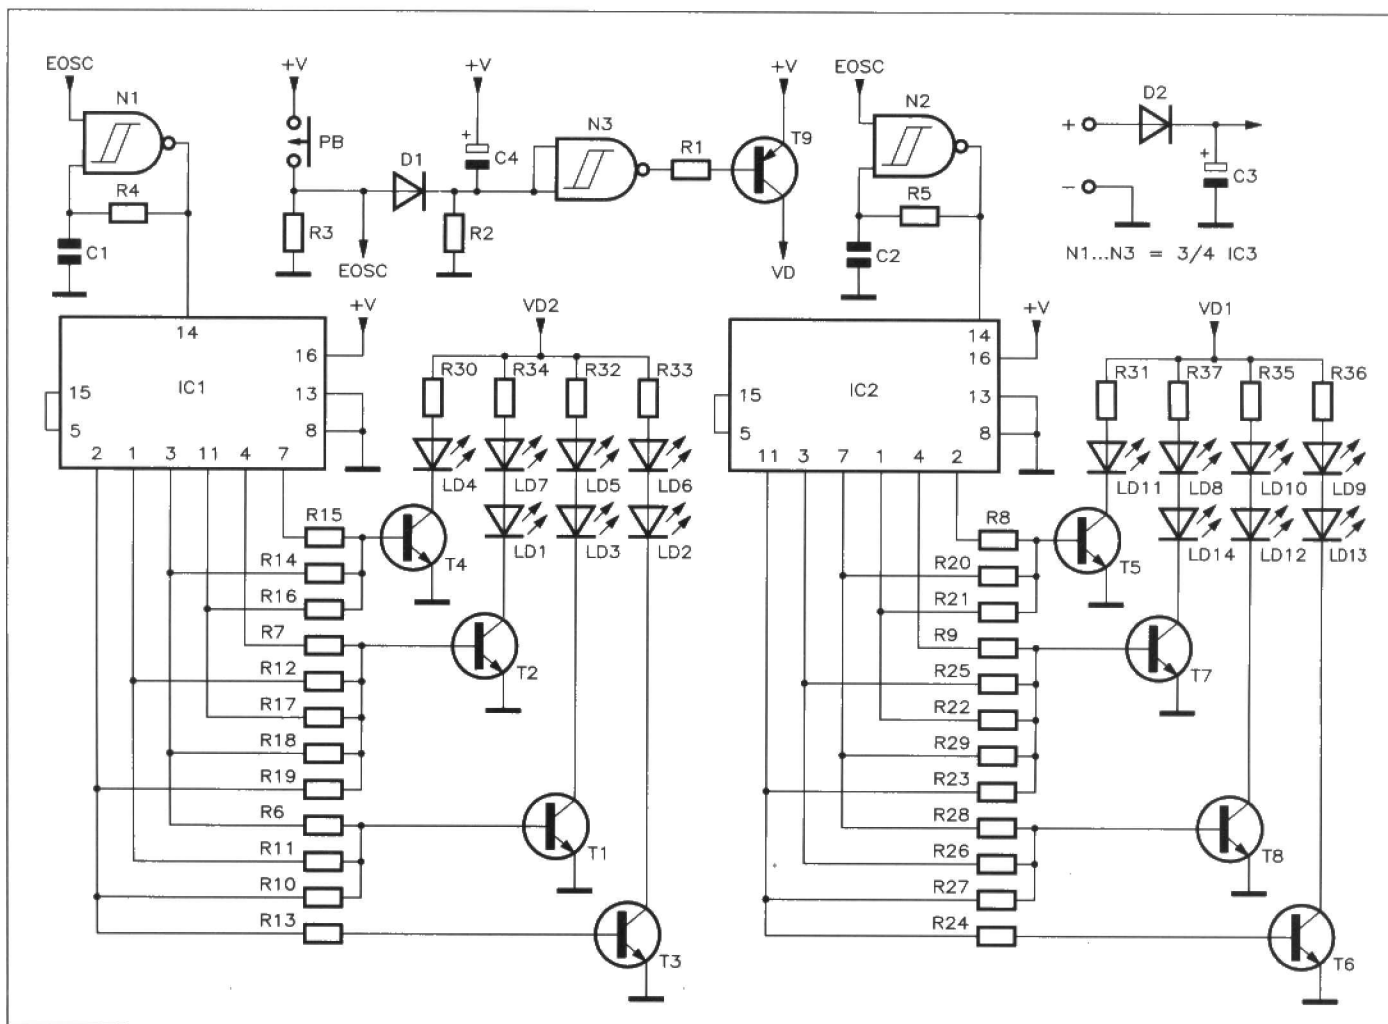 EOSC
N1
R4
C1
+V
PB
R3
EOSC
D1
+V
+
C4
R2
N3
R1
+V
T9
VD
EOSC
N2
R5
C2
D2
+
+
C3
−
N1...N3 = 3/4 IC3
14
+V
16
15
IC1
13
5
8
2 1 3 11 4 7
VD2
R30 R34 R32 R33
LD4 LD7 LD5 LD6
LD1 LD3 LD2
R15
R14
T4
R16
R7
R12
T2
R17
R18
R19
R6
R11
T1
R10
R13
T3
14
+V
16
15
IC2
13
5
8
11 3 7 1 4 2
VD1
R31 R37 R35 R36
LD11 LD8 LD10 LD9
LD14 LD12 LD13
R8
R20
T5
R21
R9
R25
T7
R22
R29
R23
R28
R26
T8
R27
R24
T6